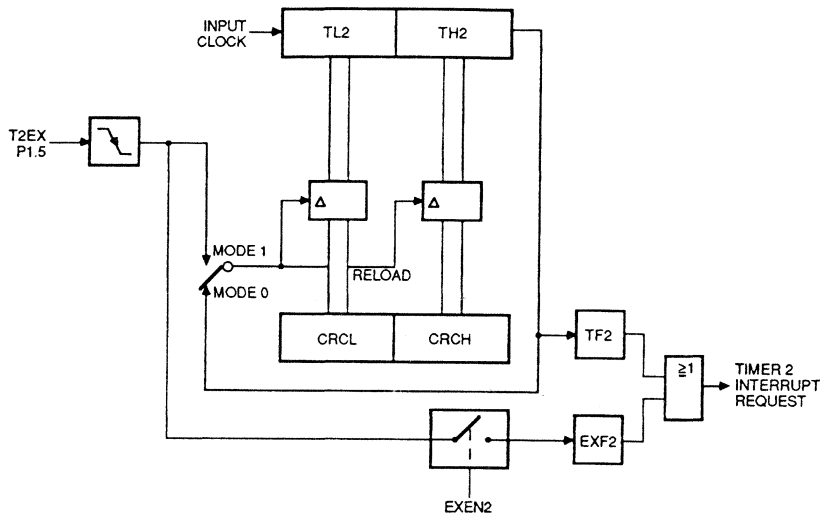 INPUT
CLOCK
TL2
TH2
T2EX
P1.5
Δ
Δ
MODE 1
RELOAD
MODE 0
CRCL
CRCH
TF2
≥1
TIMER 2
INTERRUPT
REQUEST
EXF2
EXEN2